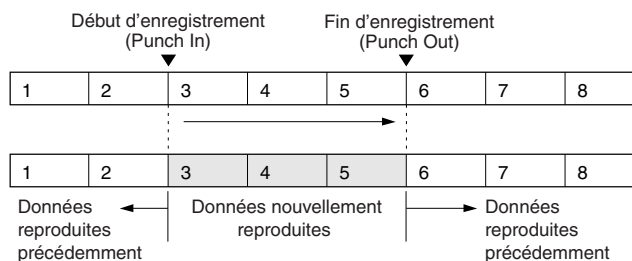 Début d'enregistrement
(Punch In)
Fin d'enregistrement
(Punch Out)
1 2 3 4 5 6 7 8
1 2 3 4 5 6 7 8
Données
reproduites
précédemment
Données nouvellement
reproduites
Données
reproduites
précédemment